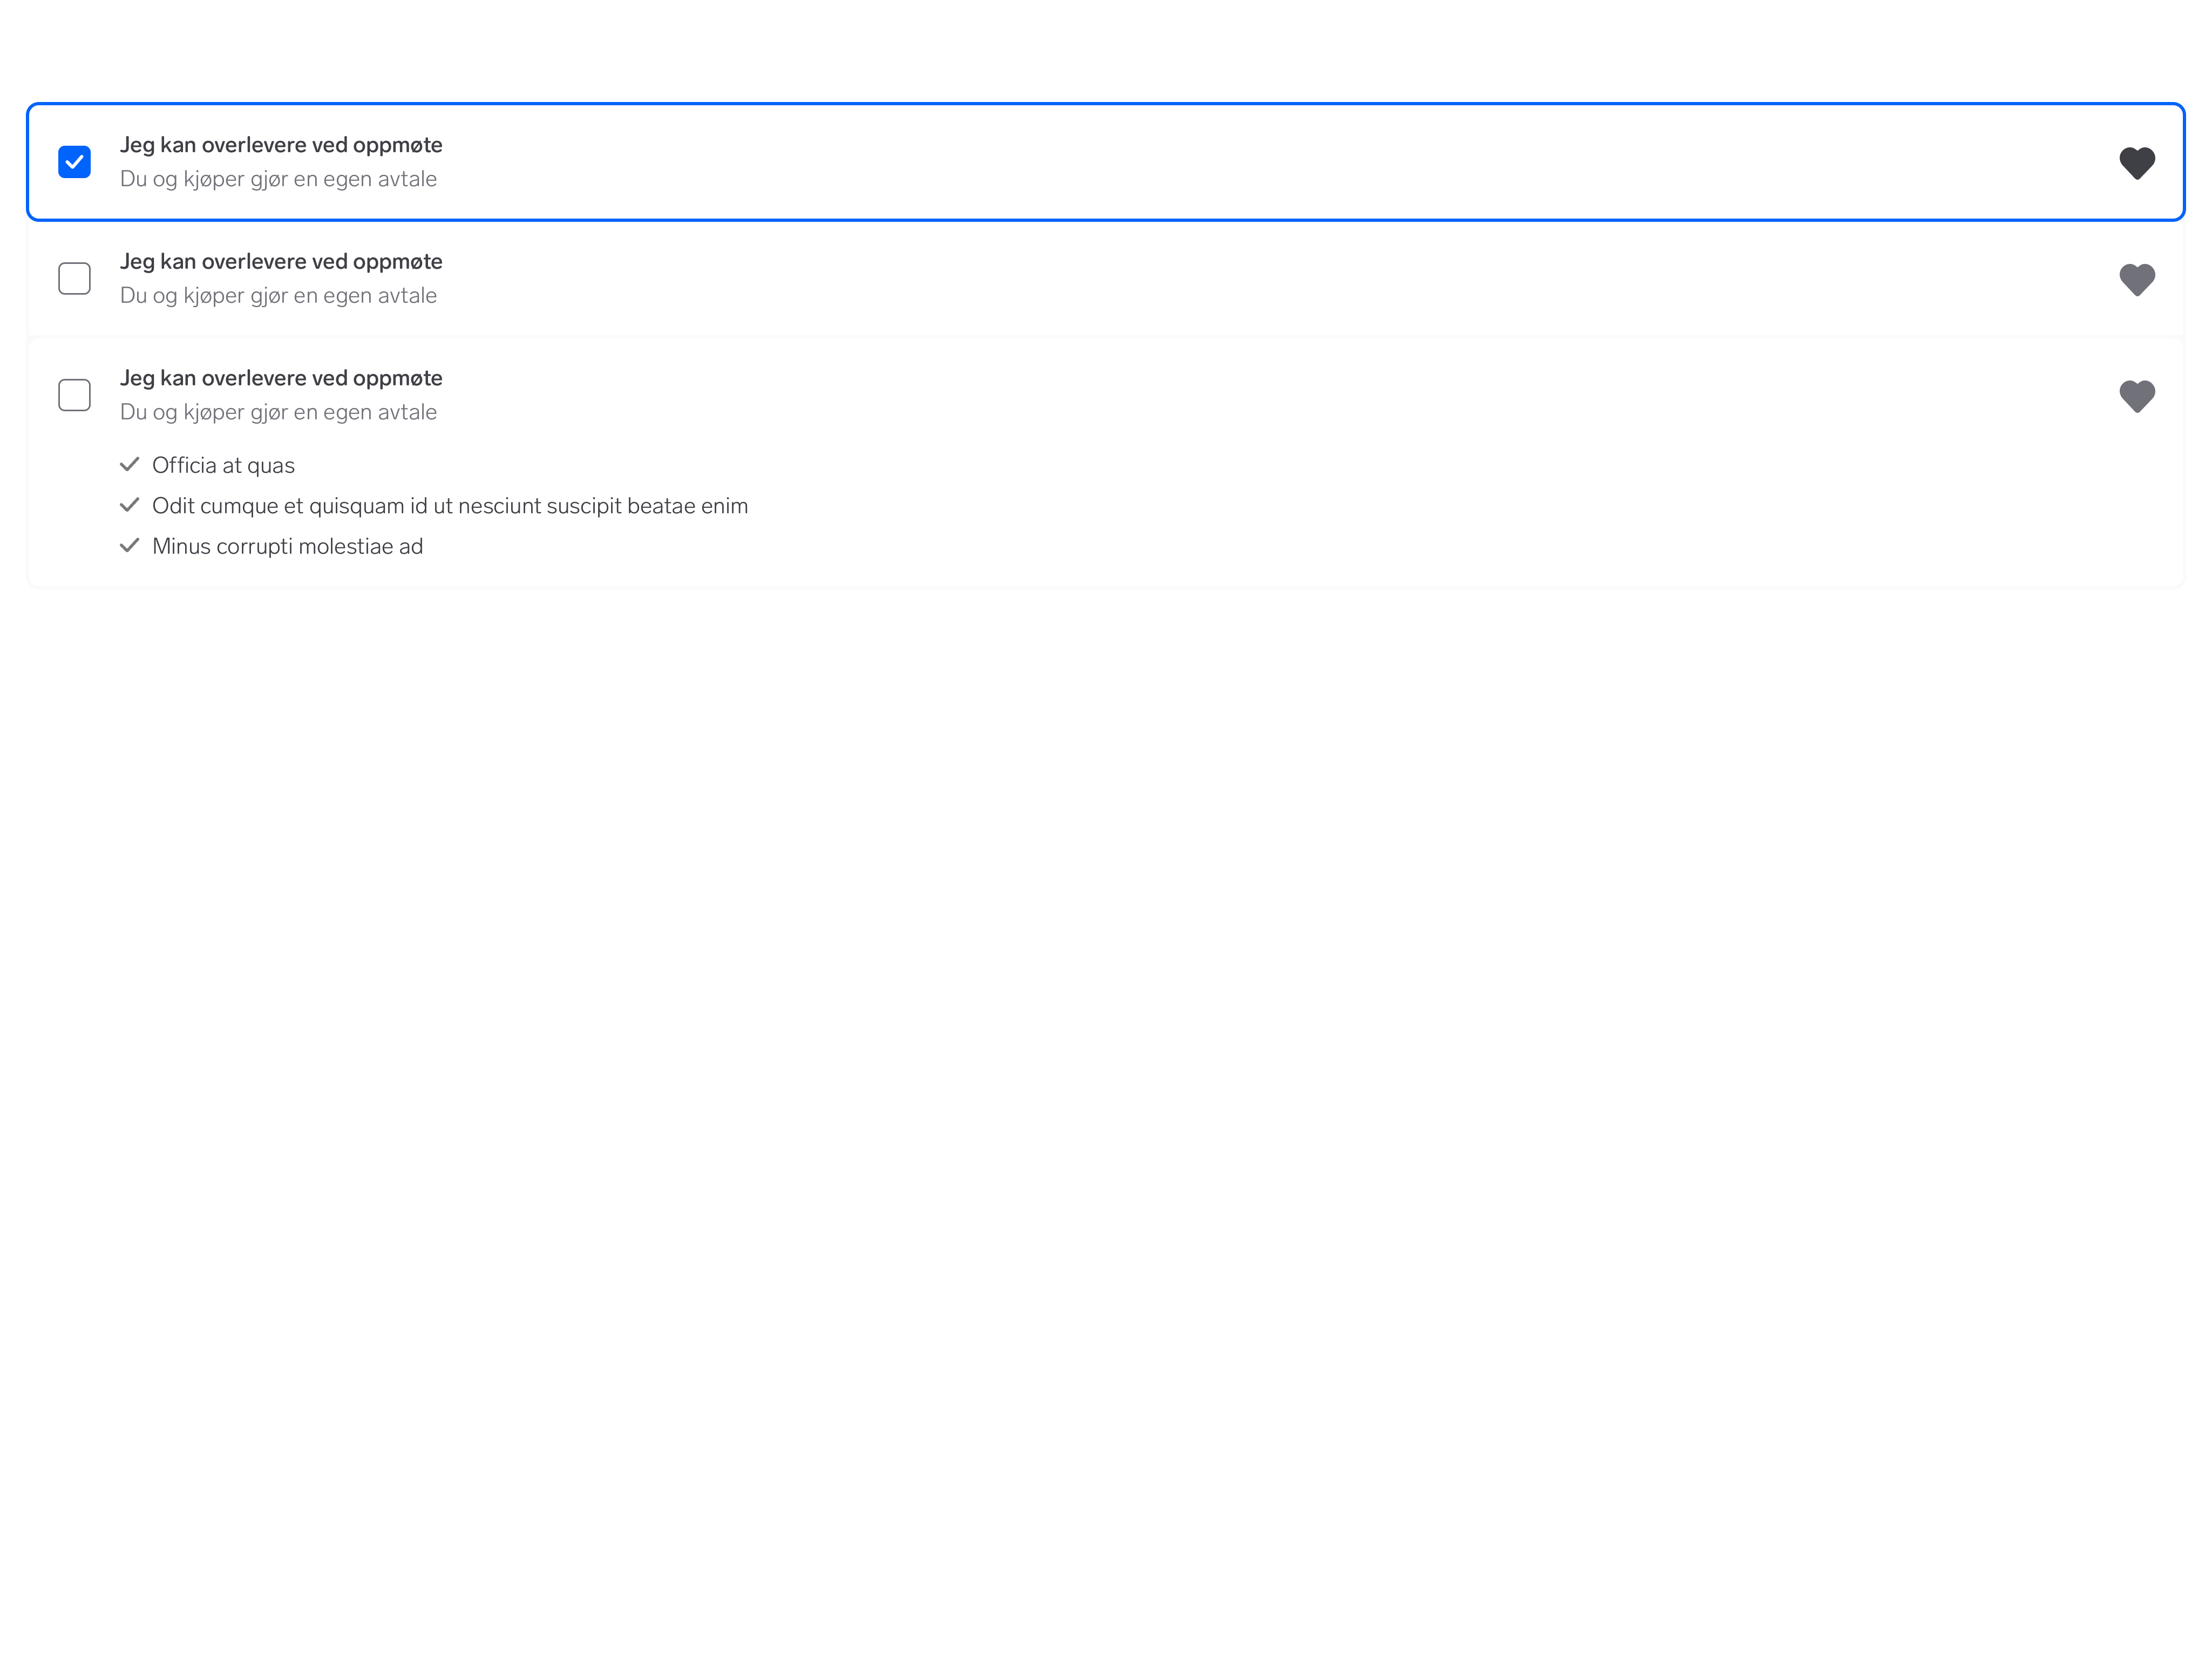 Jeg kan overlevere ved oppmøte
Du og kjøper gjør en egen avtale
Jeg kan overlevere ved oppmøte
Du og kjøper gjør en egen avtale
Jeg kan overlevere ved oppmøte
Du og kjøper gjør en egen avtale
Officia at quas
Odit cumque et quisquam id ut nesciunt suscipit beatae enim
Minus corrupti molestiae ad